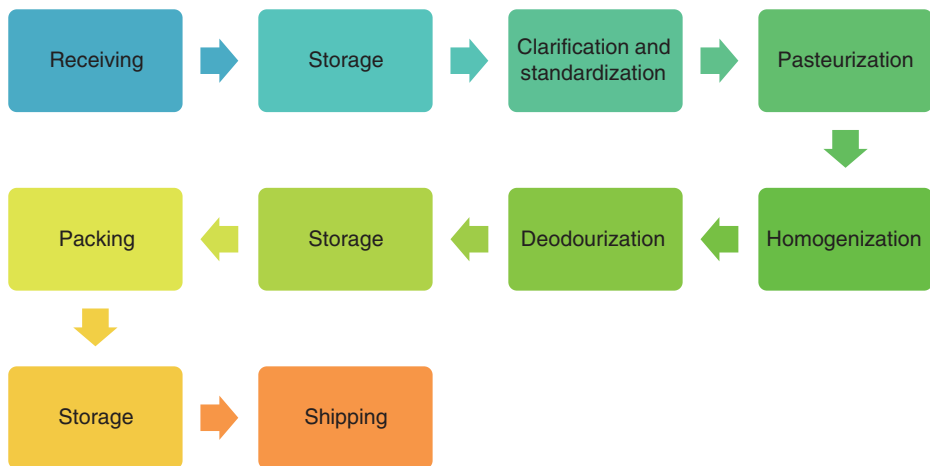 Receiving
Storage
Clarification and
standardization
Pasteurization
Homogenization
Deodourization
Storage
Packing
Storage
Shipping